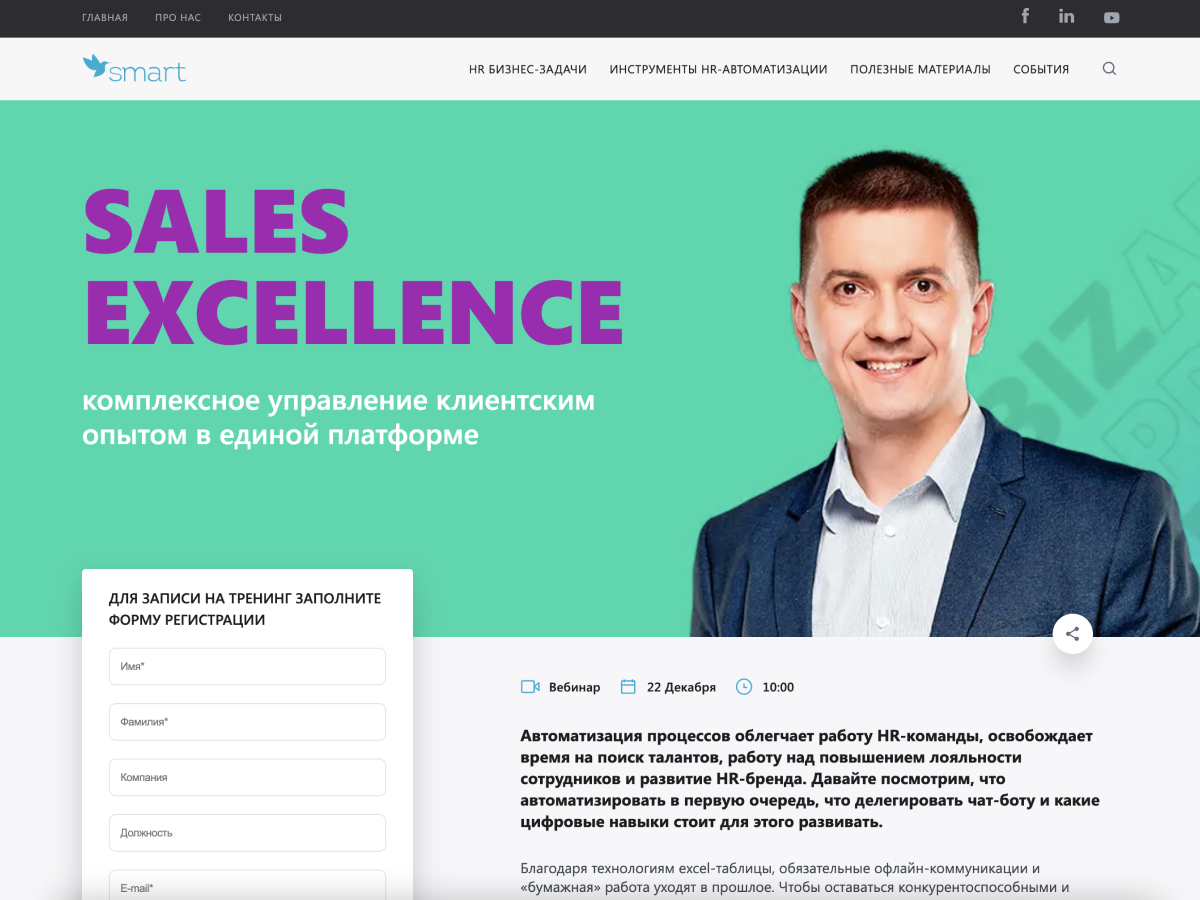 ГЛАВНАЯ ПРО НАС КОНТАКТЫ
smart
HR БИЗНЕС-ЗАДАЧИ ИНСТРУМЕНТЫ HR-АВТОМАТИЗАЦИИ ПОЛЕЗНЫЕ МАТЕРИАЛЫ СОБЫТИЯ
SALES
EXCELLENCE
комплексное управление клиентским
опытом в единой платформе
ДЛЯ ЗАПИСИ НА ТРЕНИНГ ЗАПОЛНИТЕ
ФОРМУ РЕГИСТРАЦИИ
Имя*
Фамилия*
Компания
Должность
E-mail*
Вебинар 22 Декабря 10:00
Автоматизация процессов облегчает работу HR-команды, освобождает
время на поиск талантов, работу над повышением лояльности
сотрудников и развитие HR-бренда. Давайте посмотрим, что
автоматизировать в первую очередь, что делегировать чат-боту и какие
цифровые навыки стоит для этого развивать.
Благодаря технологиям excel-таблицы, обязательные офлайн-коммуникации и
«бумажная» работа уходят в прошлое. Чтобы оставаться конкурентоспособными и